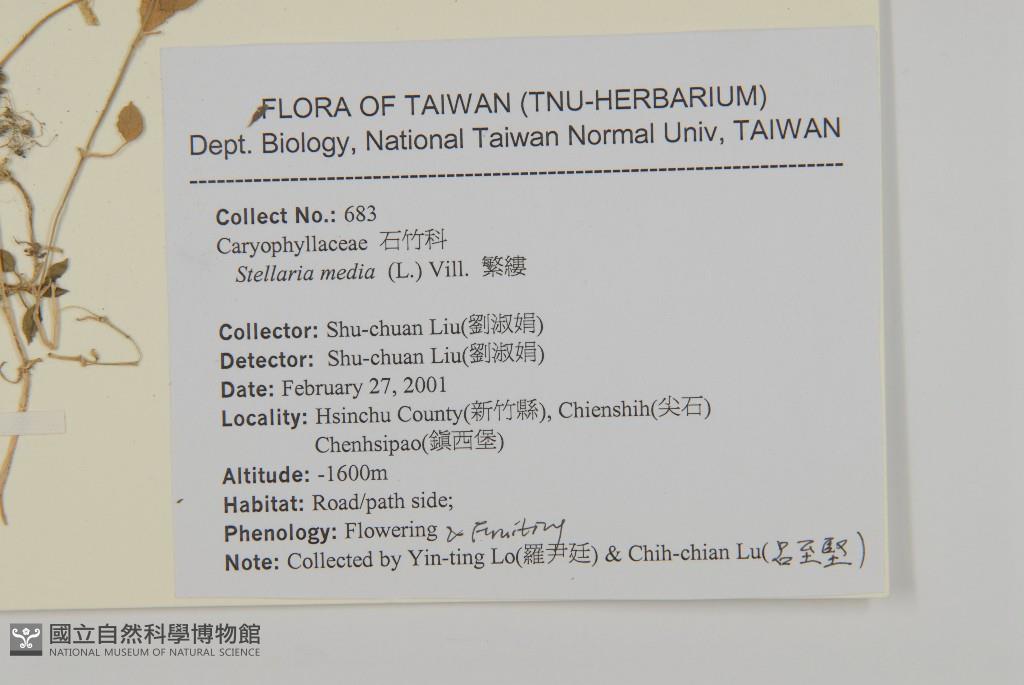 FLORA OF TAIWAN (TNU-HERBARIUM)
Dept. Biology, National Taiwan Normal Univ, TAIWAN
Collect No.: 683
Caryophyllaceae 石竹科
Stellaria media (L.) Vill. 繁縷
Collector: Shu-chuan Liu(劉淑娟)
Detector: Shu-chuan Liu(劉淑娟)
Date: February 27, 2001
Locality: Hsinchu County(新竹縣), Chienshih(尖石)
Chenhsipao(鎮西堡)
Altitude: -1600m
Habitat: Road/path side;
Phenology: Flowering & Fruiting
Note: Collected by Yin-ting Lo(羅尹廷) & Chih-chian Lu(呂至堅)
國立自然科學博物館
NATIONAL MUSEUM OF NATURAL SCIENCE